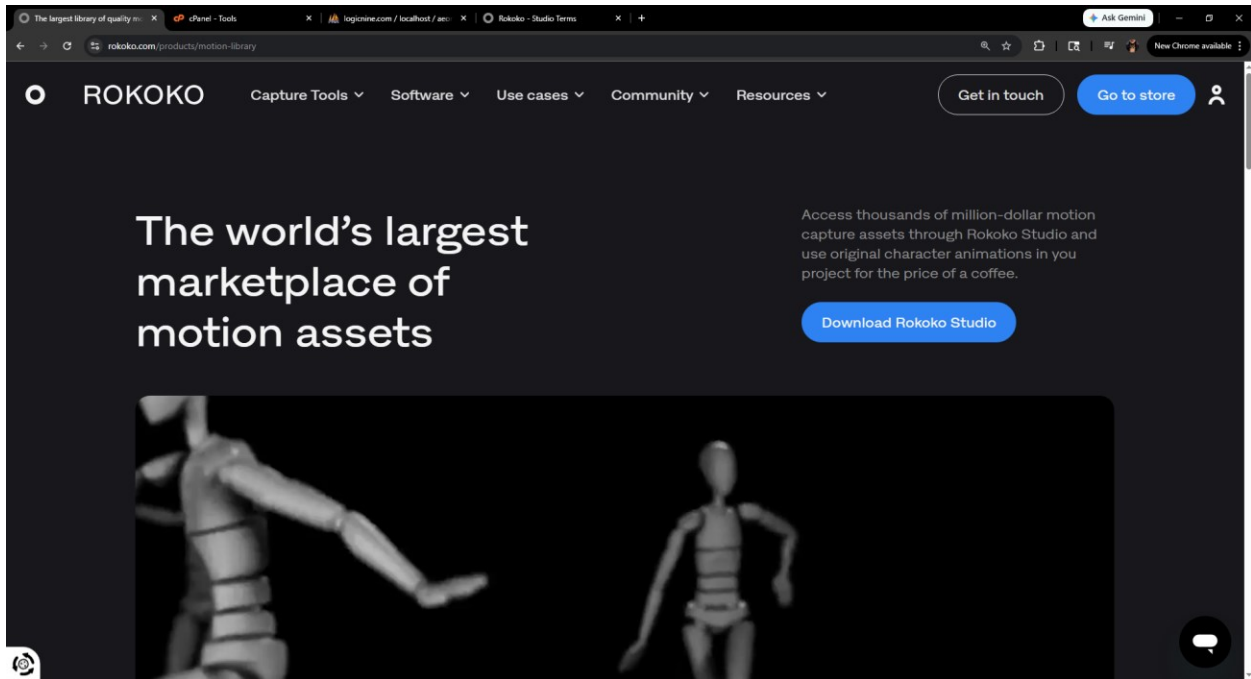 The largest library of quality m
cPanel - Tools
logicnine.com / localhost / aeo
Rokoko - Studio Terms
Ask Gemini
rokoko.com/products/motion-library
New Chrome available
ROKOKO
Capture Tools
Software
Use cases
Community
Resources
Get in touch
Go to store
The world's largest
marketplace of
motion assets
Access thousands of million-dollar motion
capture assets through Rokoko Studio and
use original character animations in you
project for the price of a coffee.
Download Rokoko Studio